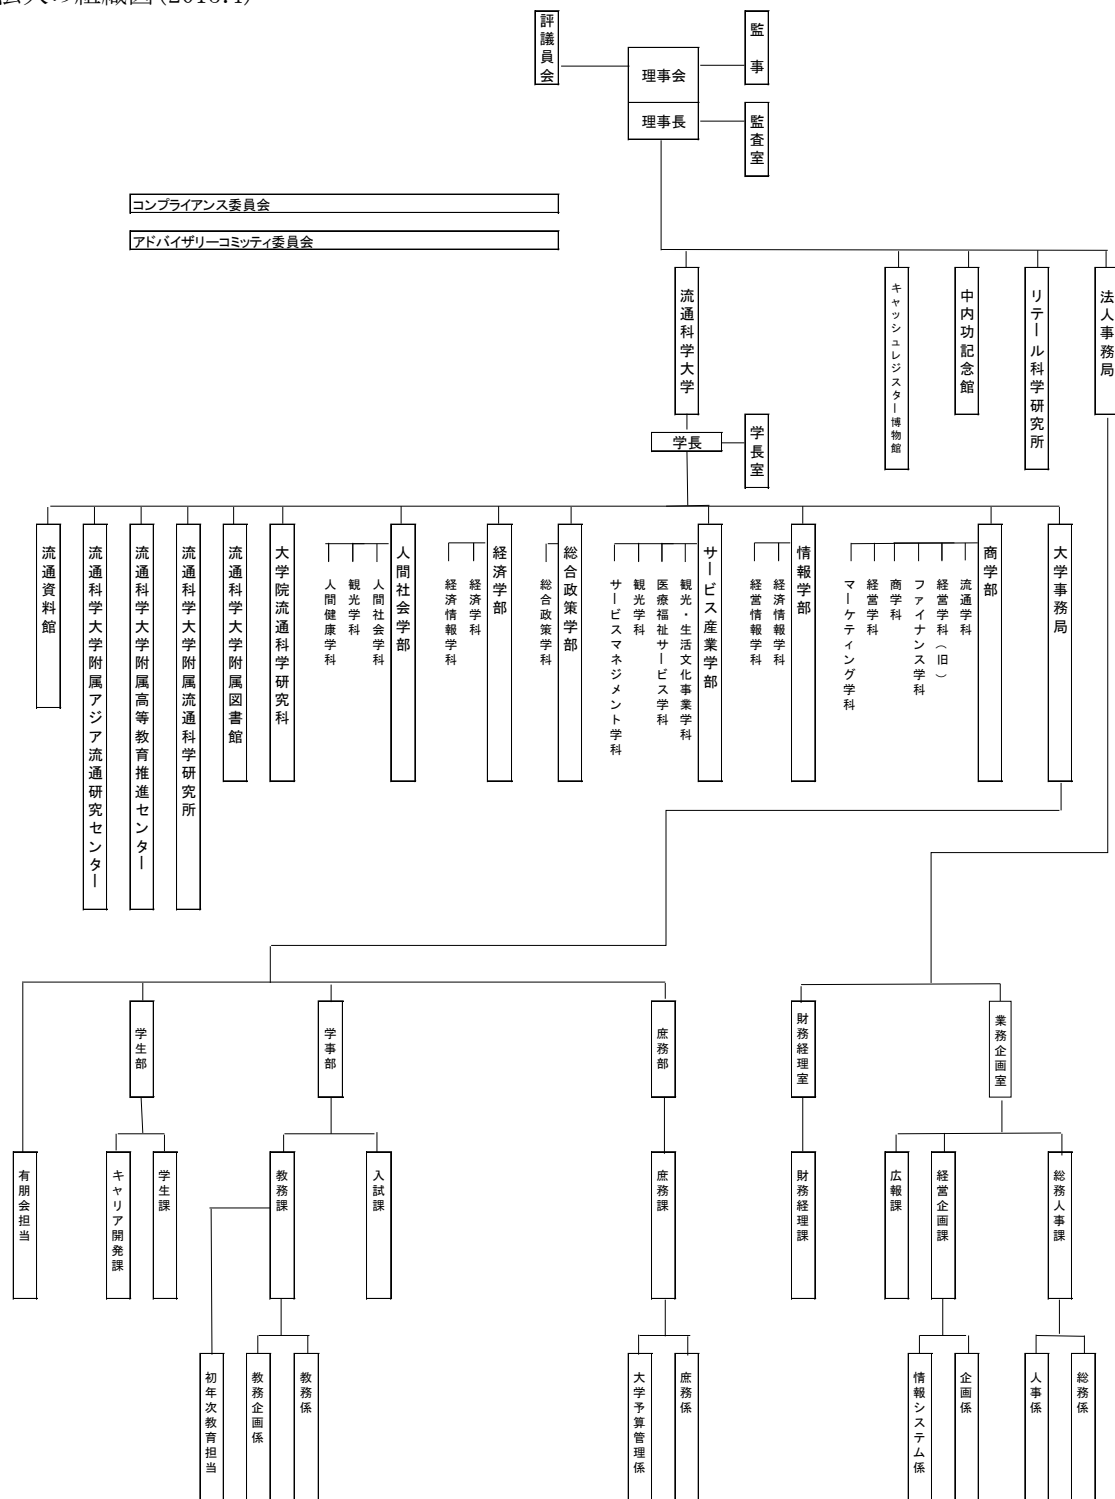 法人の組織図(2018.4)
評議員会
監事
理事会
理事長
監査室
コンプライアンス委員会
アドバイザリーコミッティ委員会
流通科学大学
キャッシュレジスター博物館
中内功記念館
リテール科学研究所
法人事務局
学長
学長室
流通資料館
流通科学大学附属アジア流通研究センター
流通科学大学附属高等教育推進センター
流通科学大学附属流通科学研究所
流通科学大学附属図書館
大学院流通科学研究科
人間健康学科
観光学科
人間社会学科
人間社会学部
経済情報学科
経済学科
経済学部
総合政策学科
総合政策学部
サービスマネジメント学科
観光学科
医療福祉サービス学科
観光・生活文化事業学科
サービス産業学部
経営情報学科
経済情報学科
情報学部
マーケティング学科
経営学科
商学科
ファイナンス学科
経営学科(旧)
流通学科
商学部
大学事務局
学生部
学事部
庶務部
財務経理室
業務企画室
有朋会担当
キャリア開発課
学生課
教務課
入試課
庶務課
財務経理課
広報課
経営企画課
総務人事課
初年次教育担当
教務企画係
教務係
大学予算管理係
庶務係
情報システム係
企画係
人事係
総務係